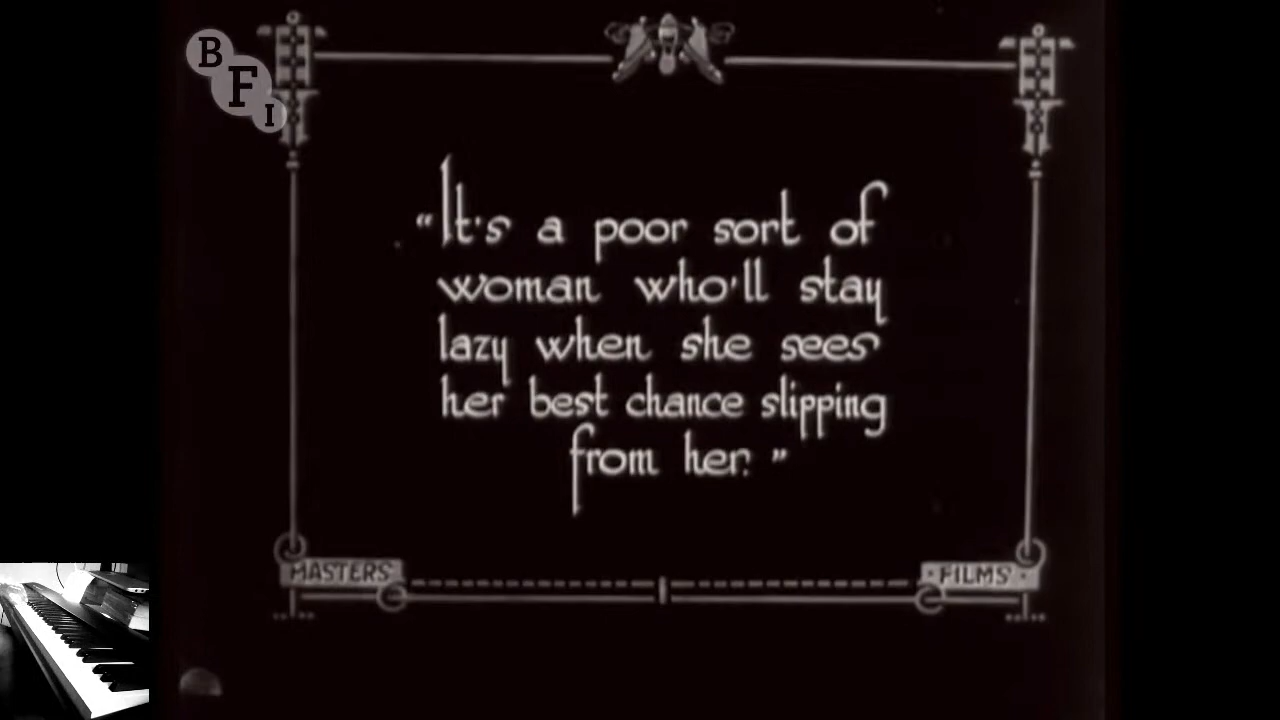 BFI
"It's a poor sort of
woman who'll stay
lazy when she sees
her best chance slipping
from her."
MASTERS
FILMS